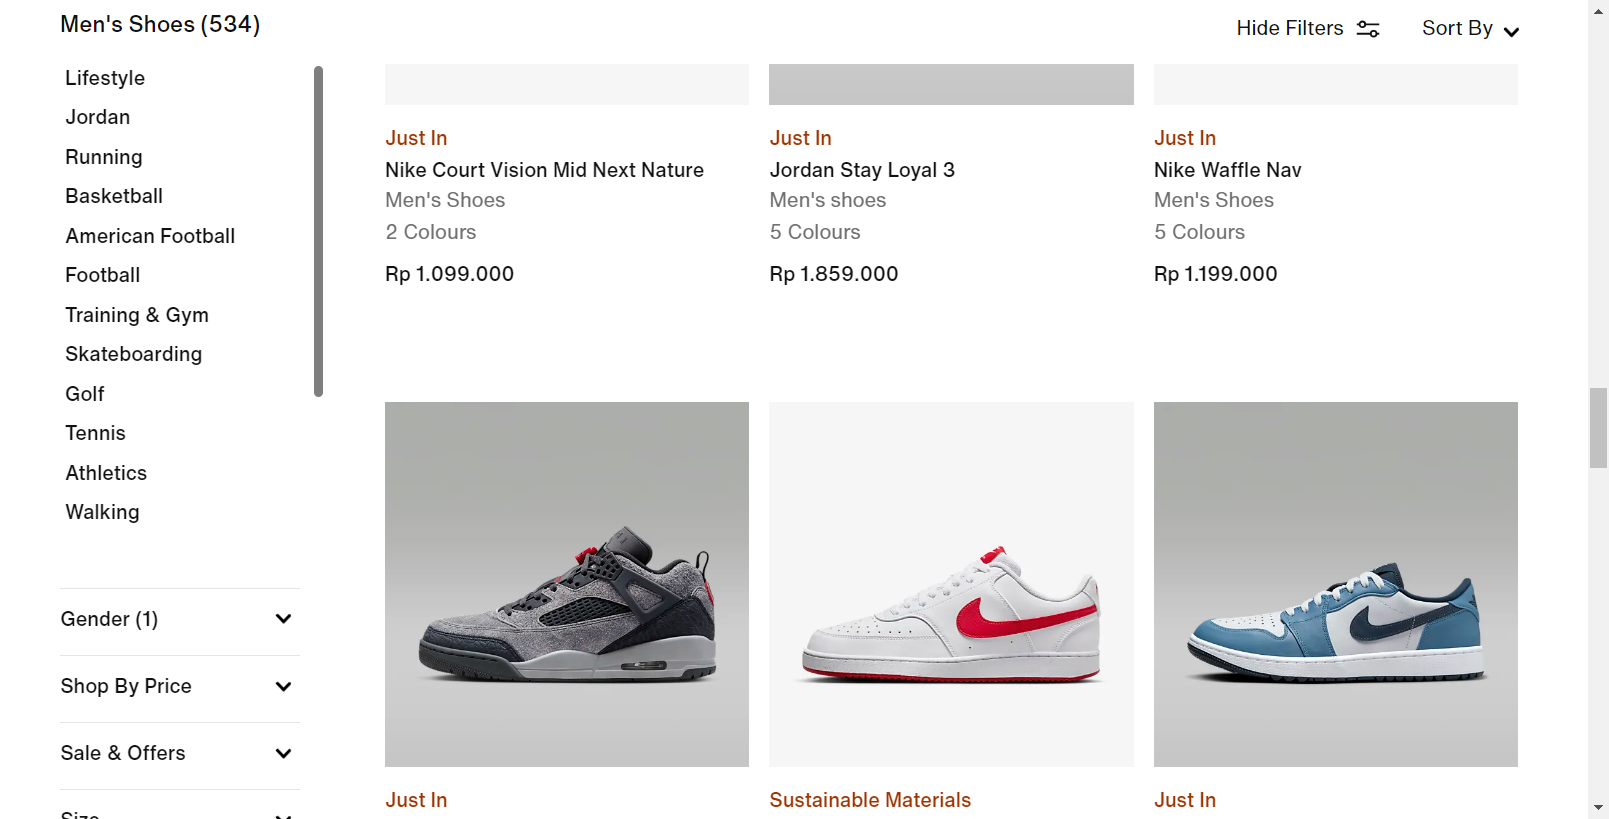 Men's Shoes (534)
Hide Filters
Sort By
Lifestyle
Jordan
Running
Basketball
American Football
Football
Training & Gym
Skateboarding
Golf
Tennis
Athletics
Walking
Gender (1)
Shop By Price
Sale & Offers
Size
Just In
Nike Court Vision Mid Next Nature
Men's Shoes
2 Colours
Rp 1.099.000
Just In
Jordan Stay Loyal 3
Men's shoes
5 Colours
Rp 1.859.000
Just In
Nike Waffle Nav
Men's Shoes
5 Colours
Rp 1.199.000
Just In
Sustainable Materials
Just In